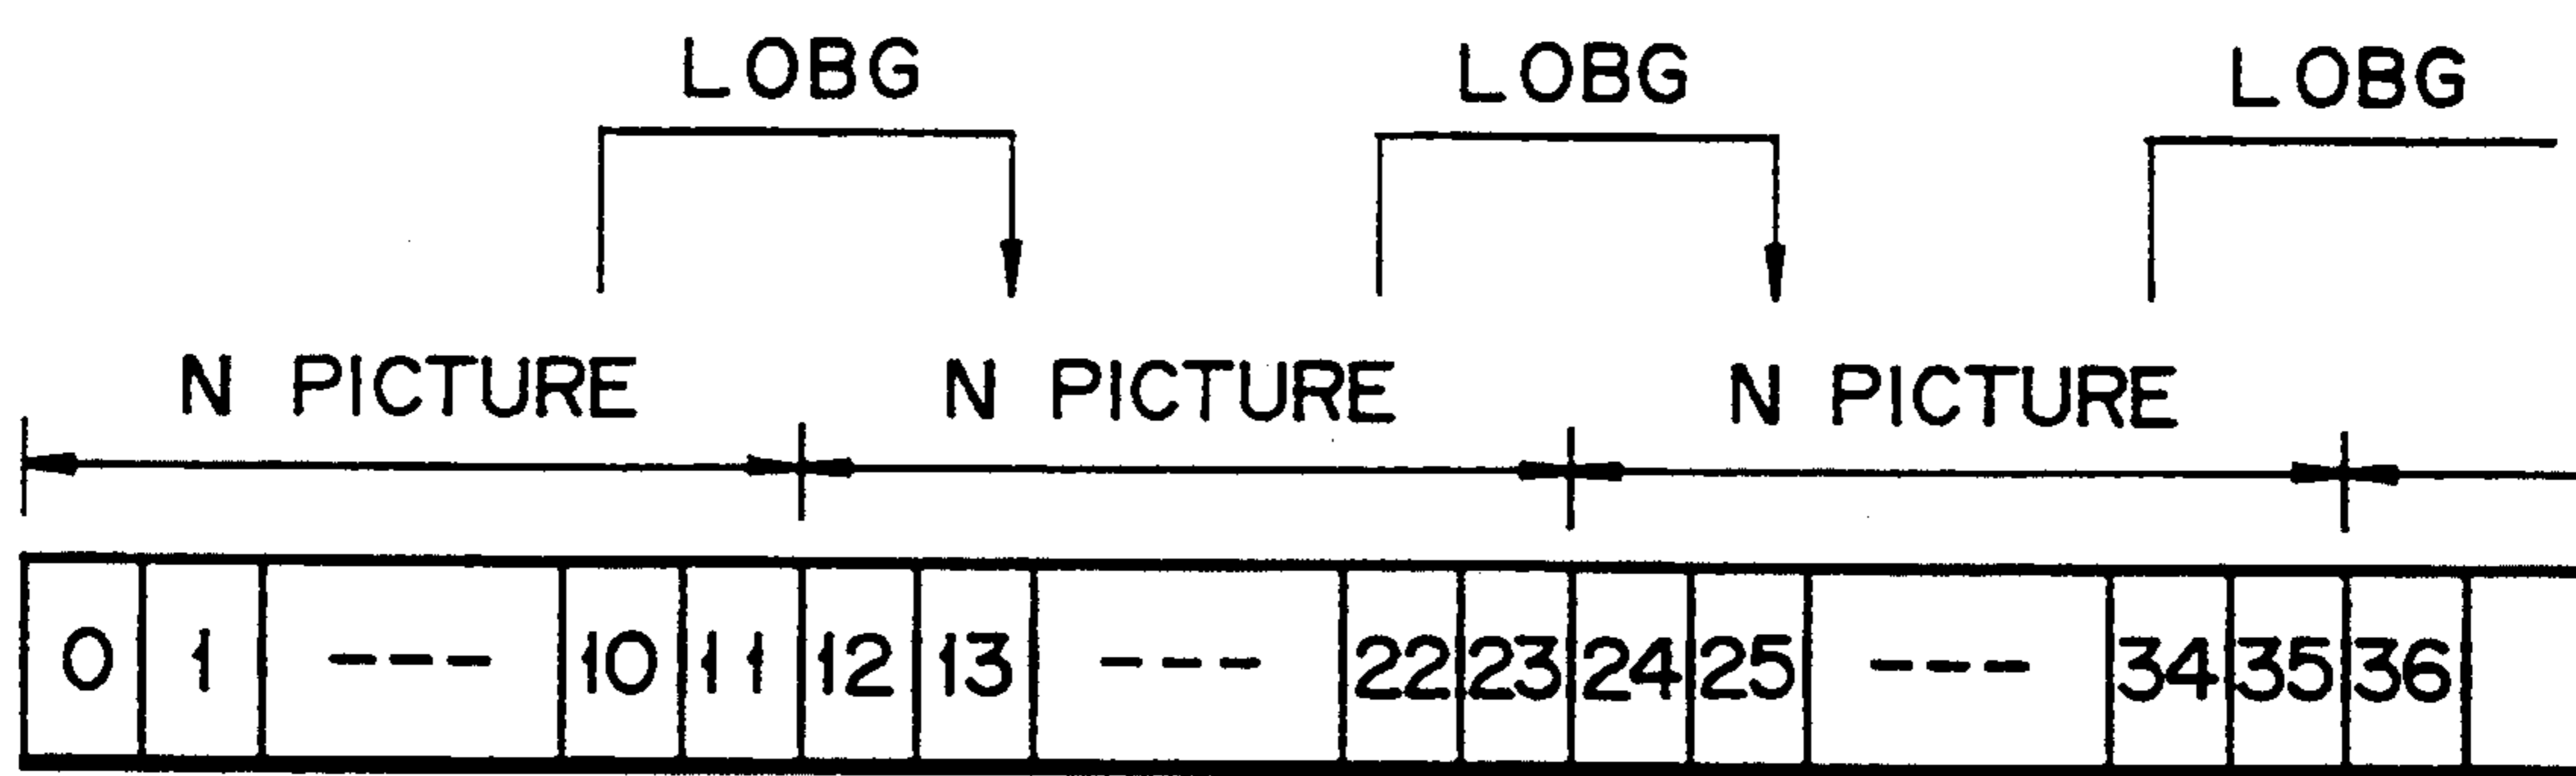 LOBG LOBG LOBG
N PICTURE N PICTURE N PICTURE
0 1 --- 10 11 12 13 --- 22 23 24 25 --- 34 35 36